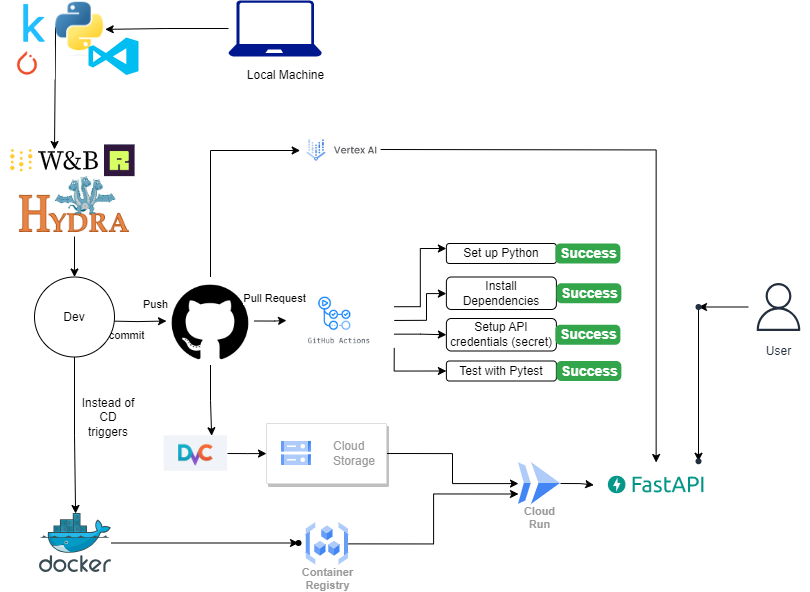 k
Local Machine
W&B
R
HYDRA
Vertex AI
Set up Python
Success
Install
Dependencies
Success
Setup API
credentials (secret)
Success
Test with Pytest
Success
Dev
Push
commit
Pull Request
GitHub Actions
User
Instead of
CD
triggers
DVC
Cloud
Storage
Cloud
Run
FastAPI
docker
Container
Registry